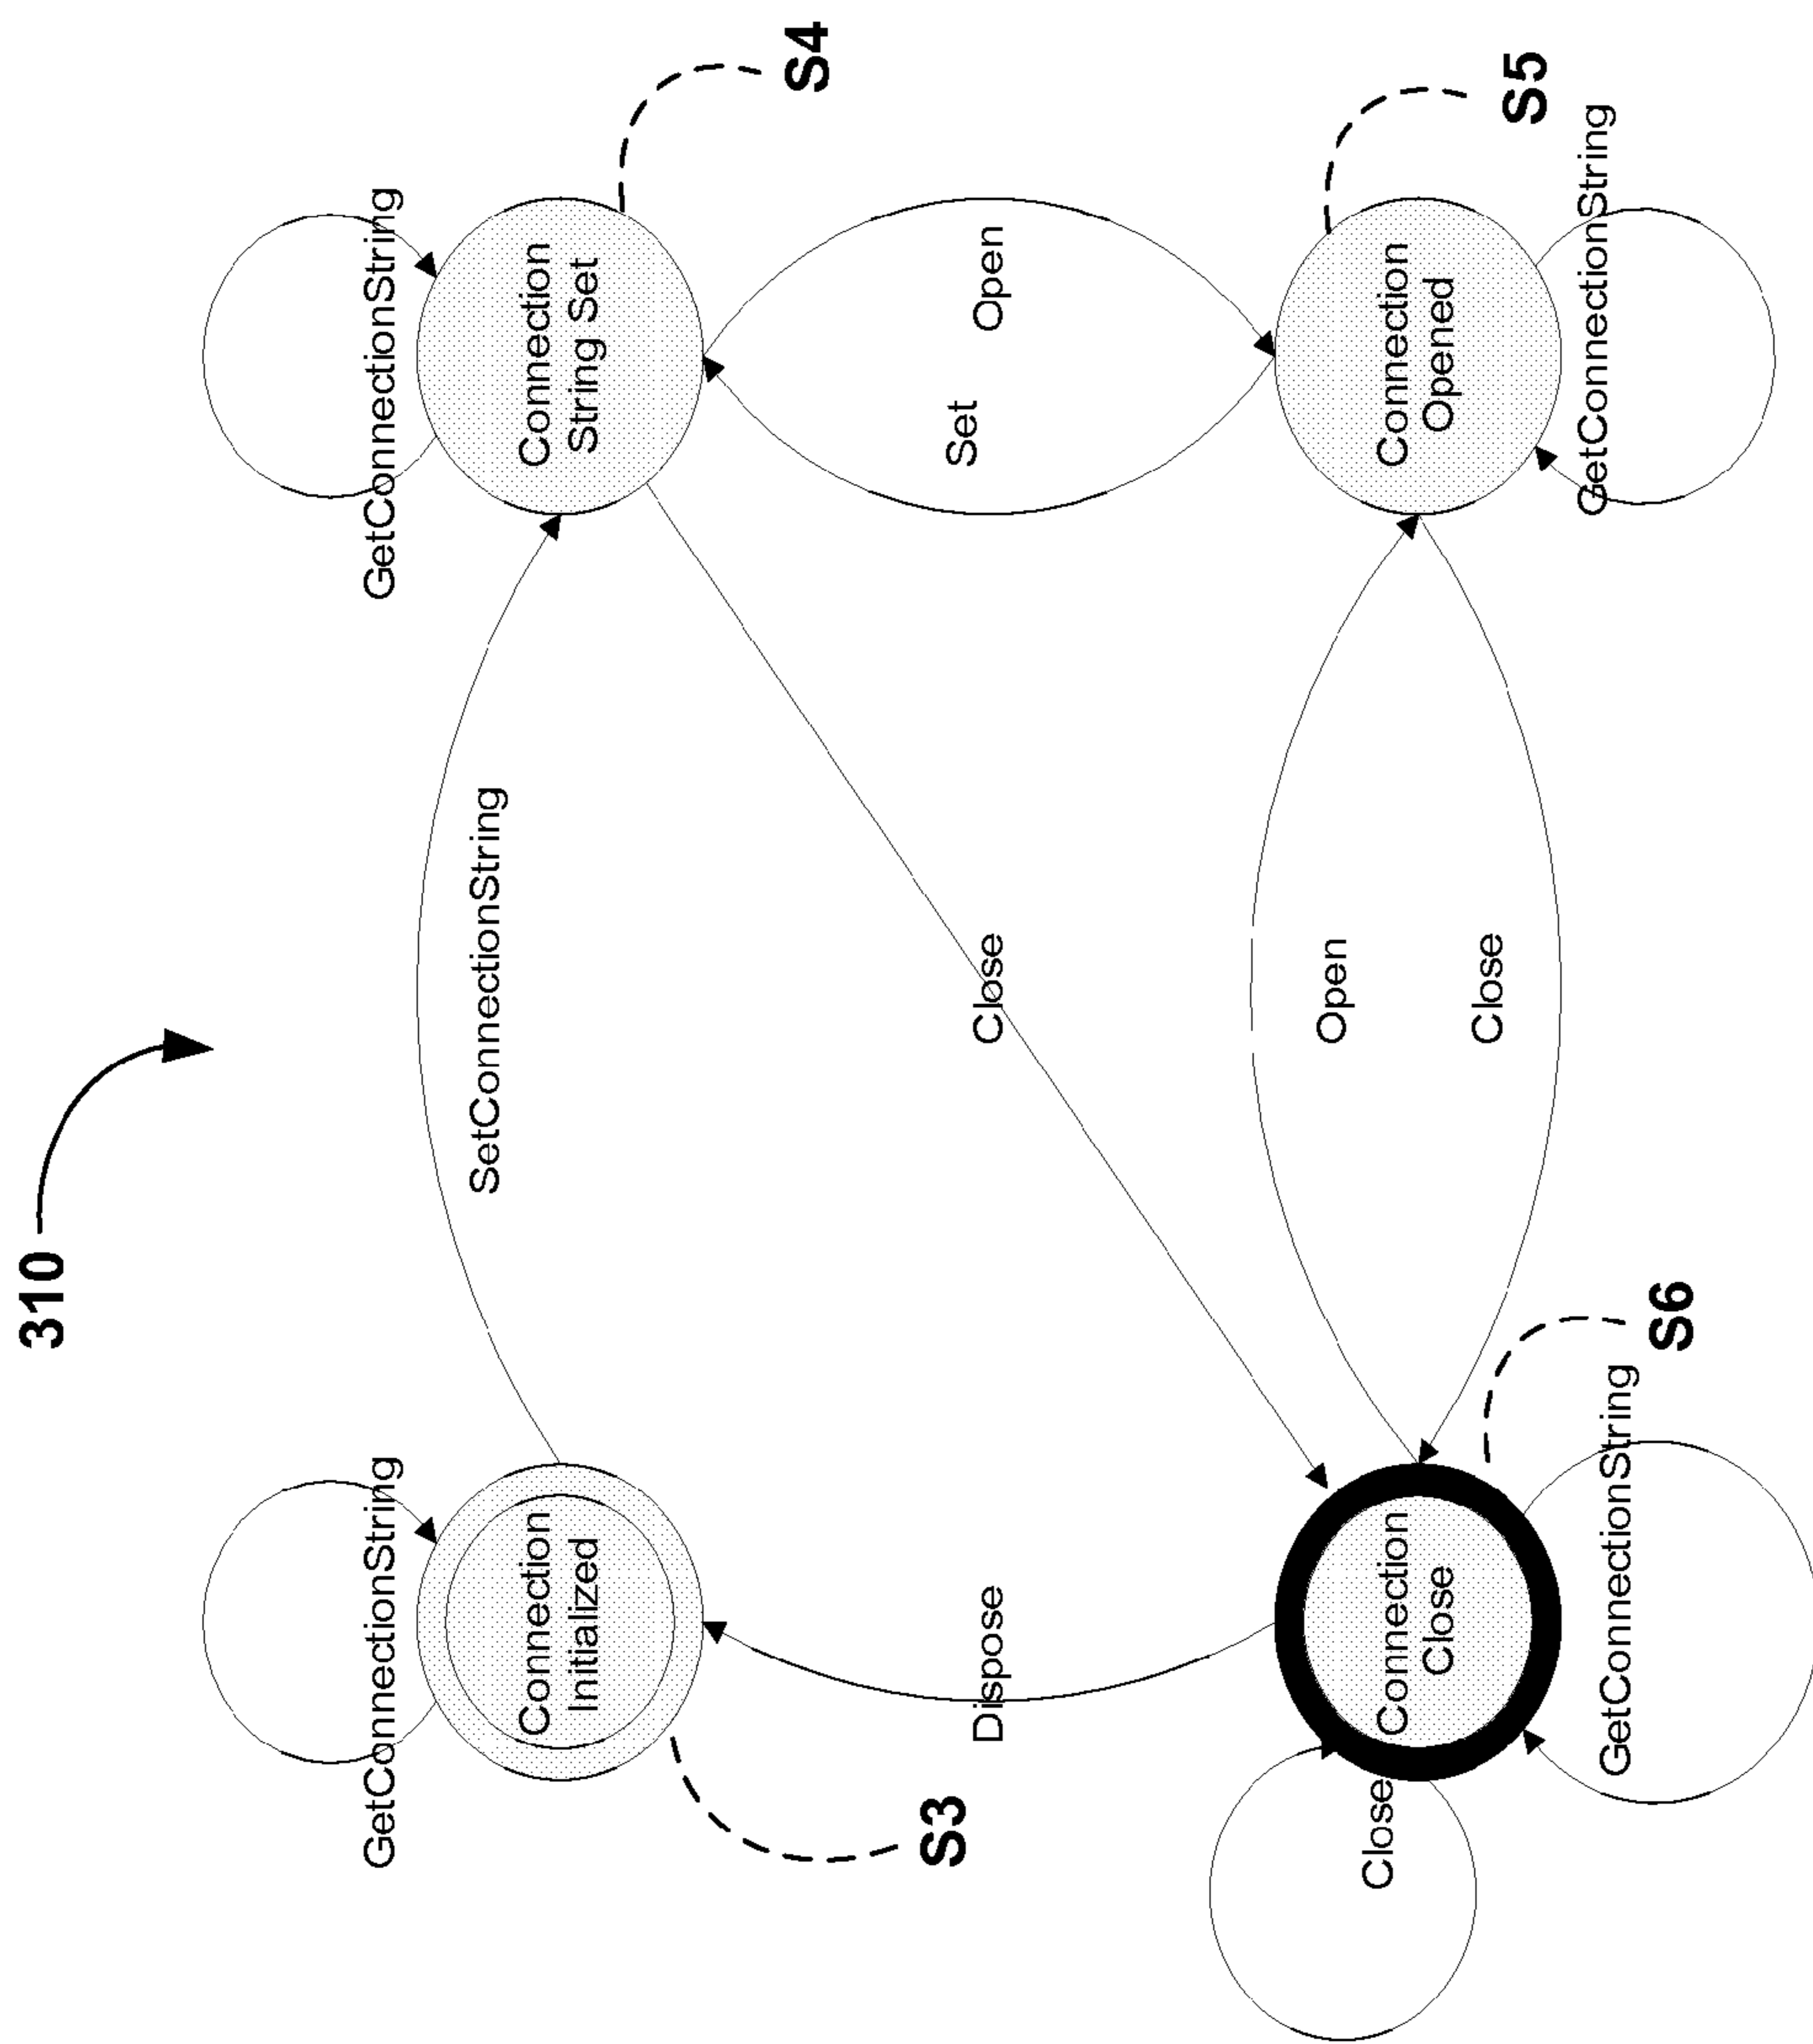 310
GetConnectionString
GetConnectionString
Connection
Initialized
SetConnectionString
Connection
String Set
S4
S3
Dispose
Close
Set
Open
Close
Connection
Close
Open
Close
Connection
Opened
S5
GetConnectionString
S6
GetConnectionString